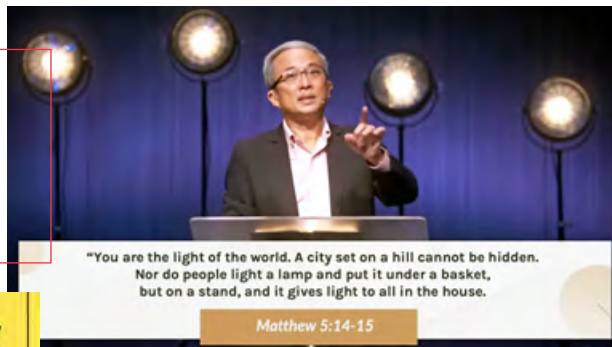 “You are the light of the world. A city set on a hill cannot be hidden.
Nor do people light a lamp and put it under a basket,
but on a stand, and it gives light to all in the house.
Matthew 5:14-15